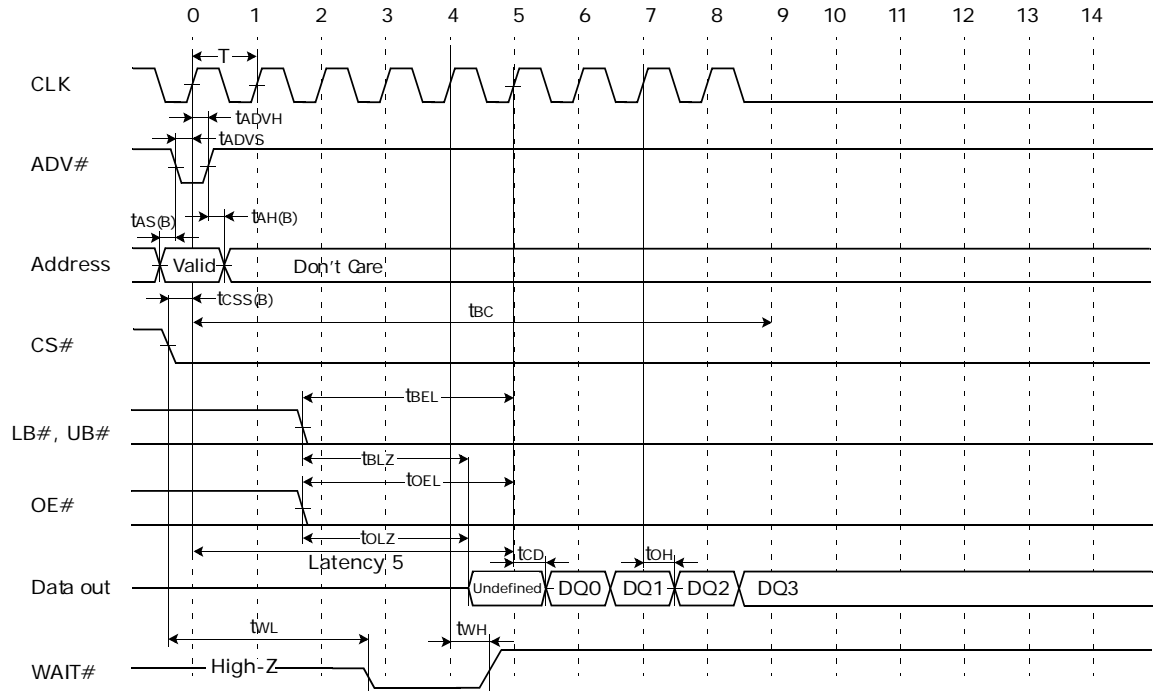 0 1 2 3 4 5 6 7 8 9 10 11 12 13 14
T
CLK
tADVH
tADVS
ADV#
tAS(B)
tAH(B)
Address
Valid
Don't Care
tCSS(B)
tBC
CS#
tBEL
LB#, UB#
tBLZ
tOEL
OE#
tOLZ
Latency 5
tCD
tOH
Data out
Undefined
DQ0
DQ1
DQ2
DQ3
tWL
tWH
High-Z
WAIT#